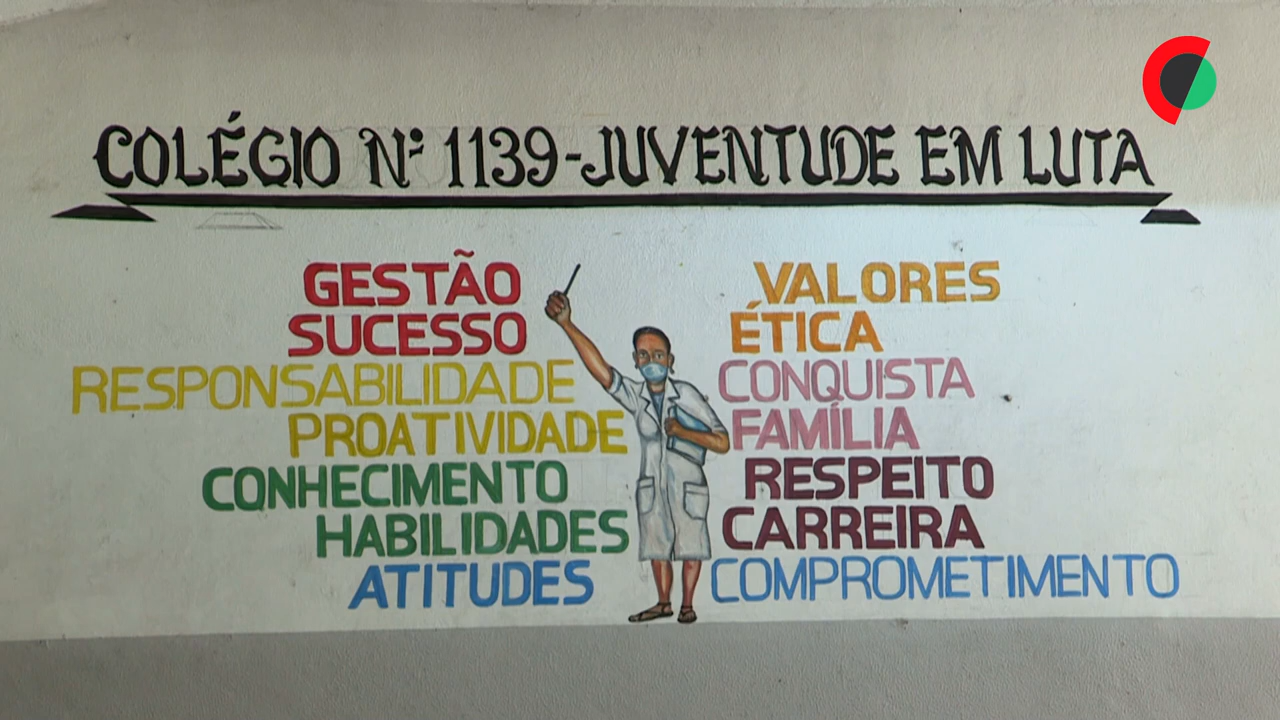 COLÉGIO Nº 1139-JUVENTUDE EM LUTA
GESTÃO
SUCESSO
RESPONSABILIDADE
PROATIVIDADE
CONHECIMENTO
HABILIDADES
ATITUDES
VALORES
ÉTICA
CONQUISTA
FAMÍLIA
RESPEITO
CARREIRA
COMPROMETIMENTO